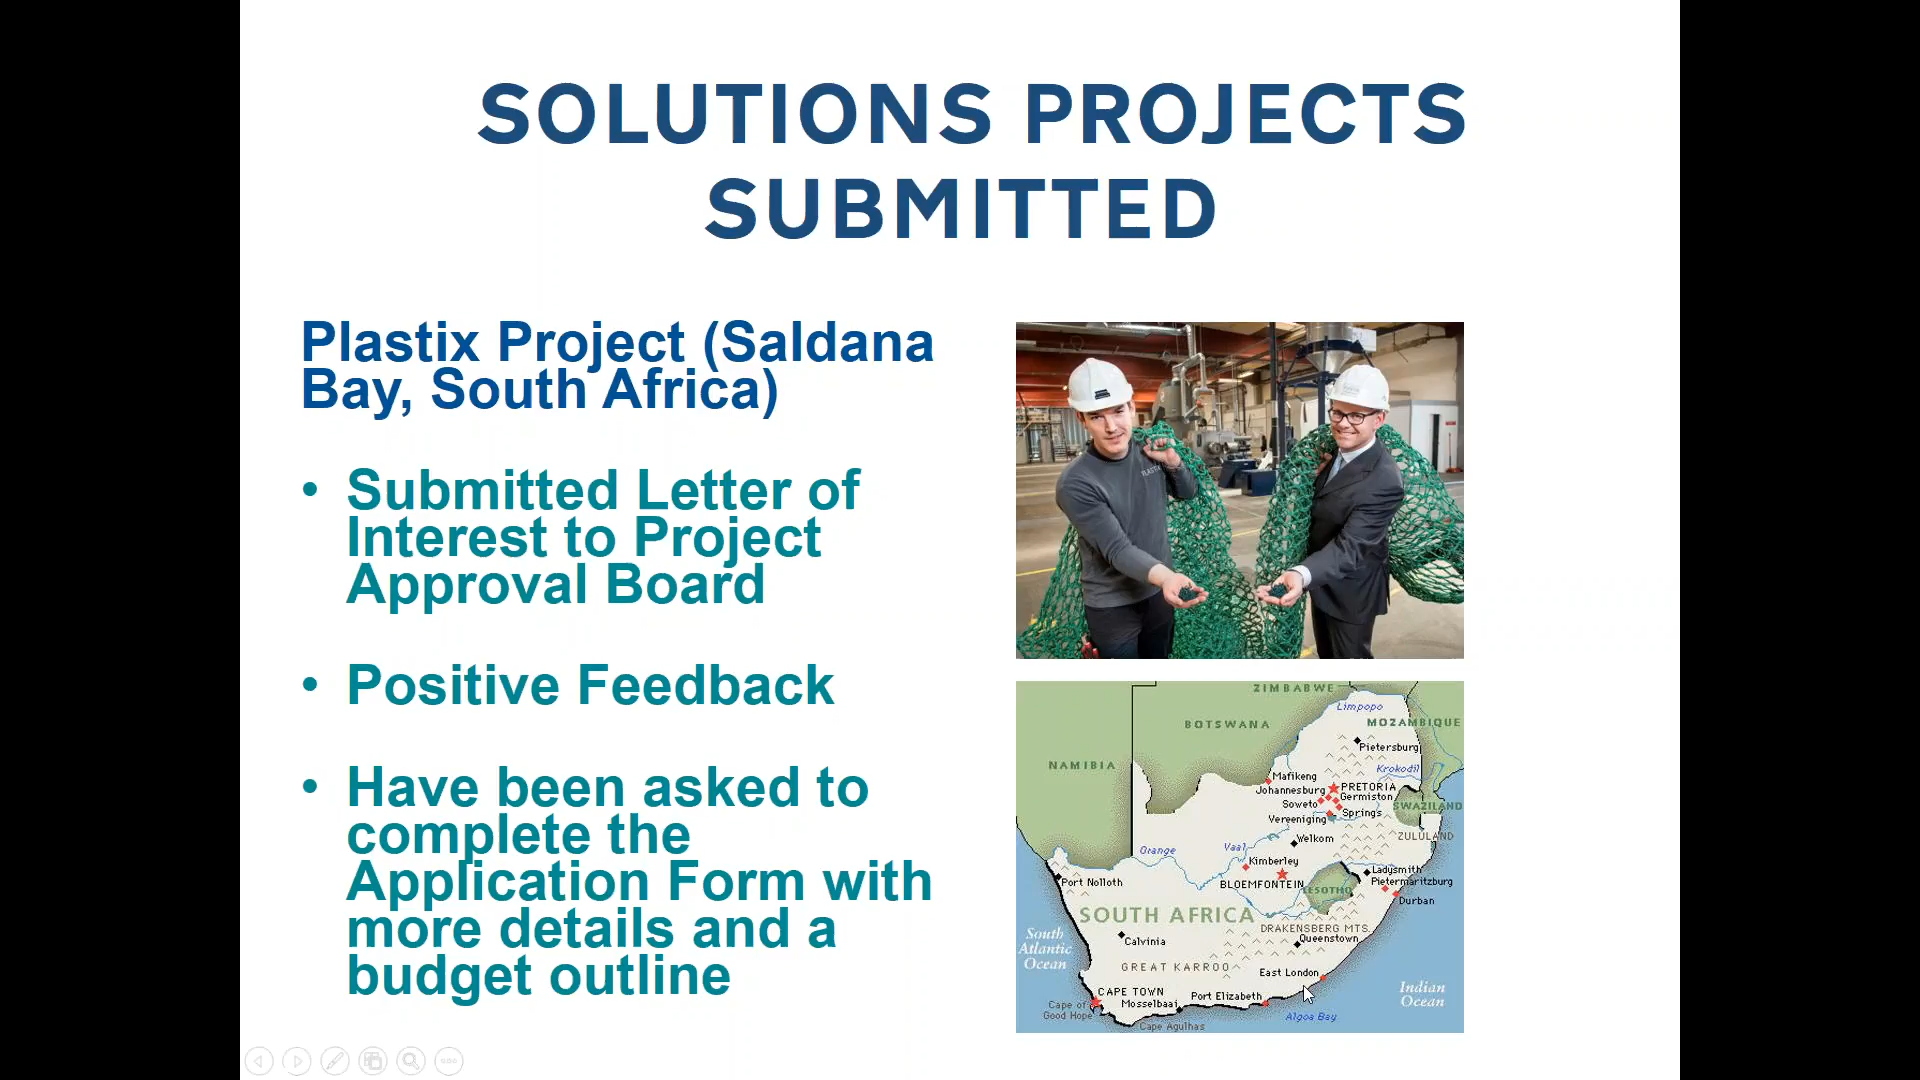 SOLUTIONS PROJECTS
SUBMITTED
Plastix Project (Saldana
Bay, South Africa)
• Submitted Letter of
Interest to Project
Approval Board
• Positive Feedback
• Have been asked to
complete the
Application Form with
more details and a
budget outline
PLASTIX
ZIMBABWE
Limpopo
BOTSWANA
MOZAMBIQUE
Pietersburg
NAMIBIA
Krokodil
Mafikeng
Johannesburg
PRETORIA
Germiston
Soweto
SWAZILAND
Springs
Vereeniging
ZULULAND
Welkom
Orange
Vaal
Kimberley
Ladysmith
Port Nolloth
BLOEMFONTEIN
LESOTHO
Pietermaritzburg
Durban
SOUTH AFRICA
DRAKENSBERG MTS.
South
Atlantic
Ocean
Calvinia
Queenstown
GREAT KARROO
East London
CAPE TOWN
Port Elizabeth
Indian
Ocean
Cape of
Good Hope
Mosselbaai
Algoa Bay
Cape Agulhas